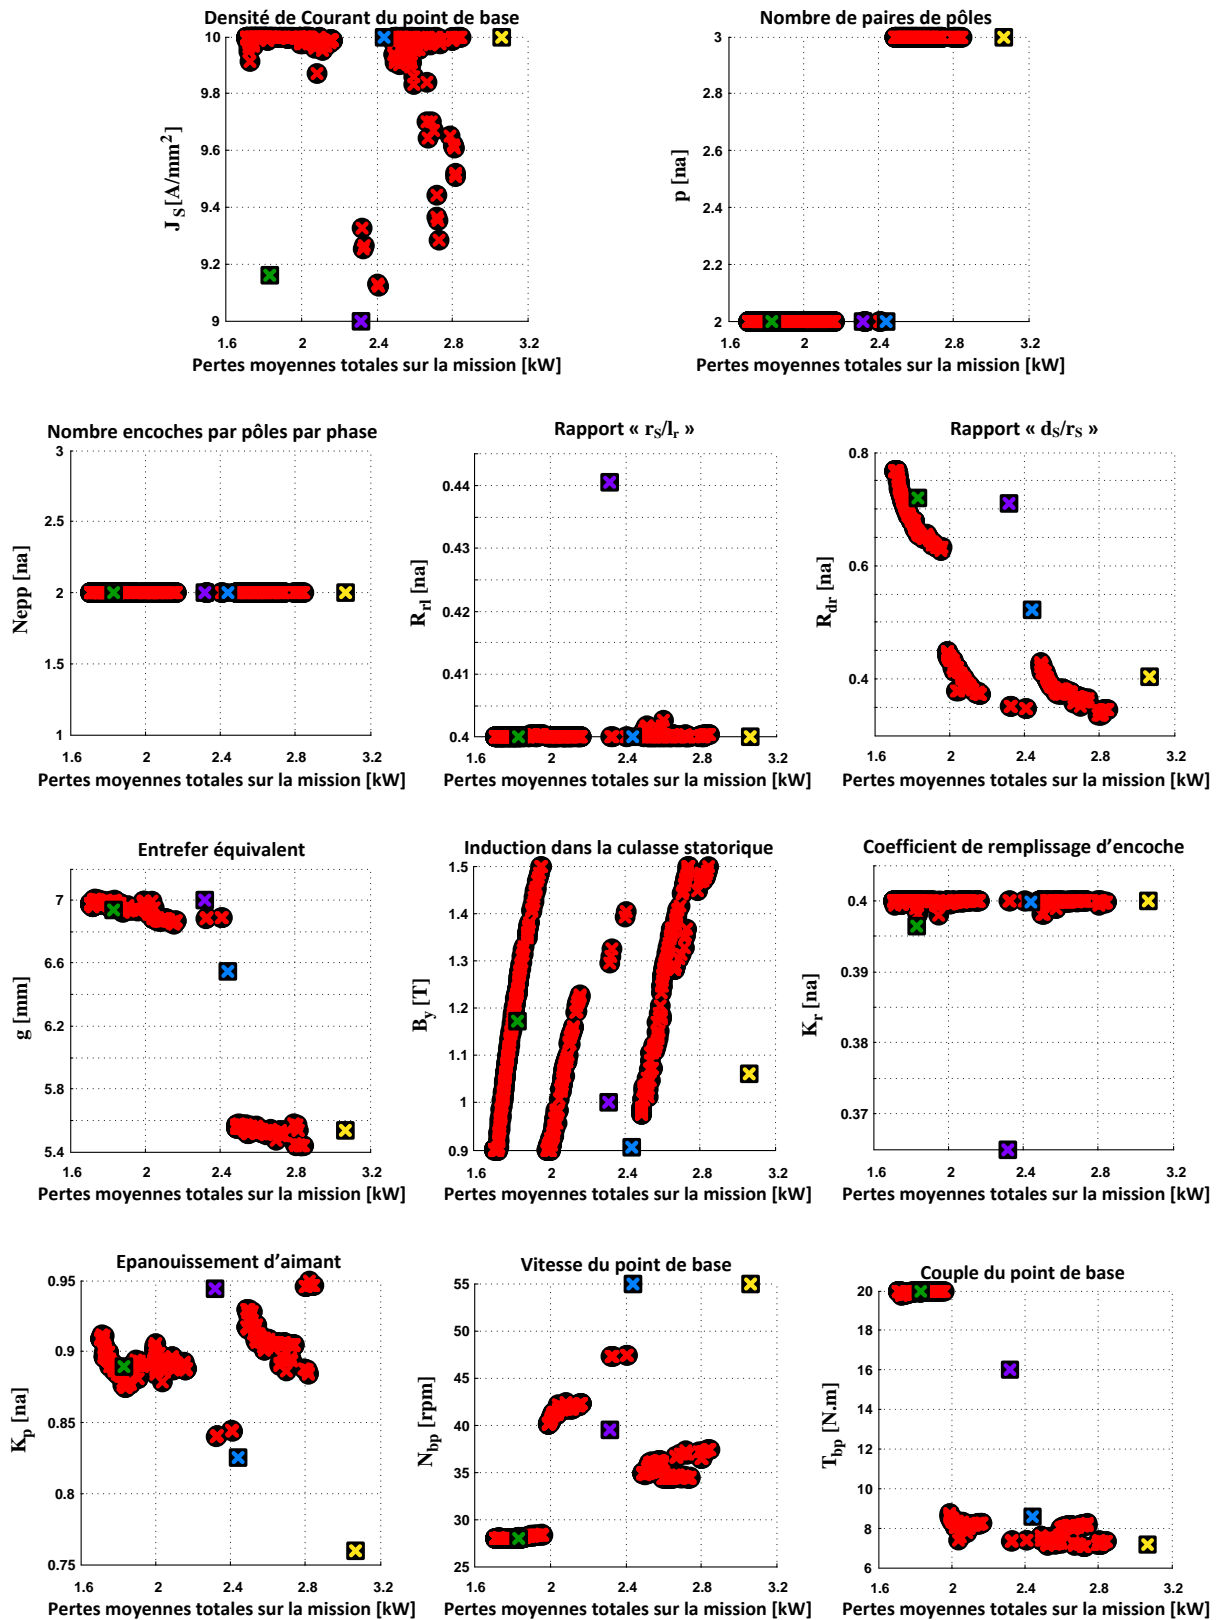 Densité de Courant du point de base
10
9.8
9.6
9.4
9.2
9
J S [A/mm2]
1.6 2 2.4 2.8 3.2
Pertes moyennes totales sur la mission [kW]
Nombre de paires de pôles
3
2.8
2.6
2.4
2.2
2
p [na]
1.6 2 2.4 2.8 3.2
Pertes moyennes totales sur la mission [kW]
Nombre encoches par pôles par phase
3
2.5
2
1.5
1
Nepp [na]
1.6 2 2.4 2.8 3.2
Pertes moyennes totales sur la mission [kW]
Rapport « rS/lr »
0.44
0.43
0.42
0.41
0.4
Rrl [na]
1.6 2 2.4 2.8 3.2
Pertes moyennes totales sur la mission [kW]
Rapport « dS/rS »
0.8
0.6
0.4
Rdr [na]
1.6 2 2.4 2.8 3.2
Pertes moyennes totales sur la mission [kW]
Entrefer équivalent
7
6.6
6.2
5.8
5.4
g [mm]
1.6 2 2.4 2.8 3.2
Pertes moyennes totales sur la mission [kW]
Induction dans la culasse statorique
1.5
1.4
1.3
1.2
1.1
1
0.9
By [T]
1.6 2 2.4 2.8 3.2
Pertes moyennes totales sur la mission [kW]
Coefficient de remplissage d’encoche
0.4
0.39
0.38
0.37
Kr [na]
1.6 2 2.4 2.8 3.2
Pertes moyennes totales sur la mission [kW]
Epanouissement d’aimant
0.95
0.9
0.85
0.8
0.75
Kp [na]
1.6 2 2.4 2.8 3.2
Pertes moyennes totales sur la mission [kW]
Vitesse du point de base
55
50
45
40
35
30
25
Nbp [rpm]
1.6 2 2.4 2.8 3.2
Pertes moyennes totales sur la mission [kW]
Couple du point de base
20
18
16
14
12
10
8
6
Tbp [N.m]
1.6 2 2.4 2.8 3.2
Pertes moyennes totales sur la mission [kW]